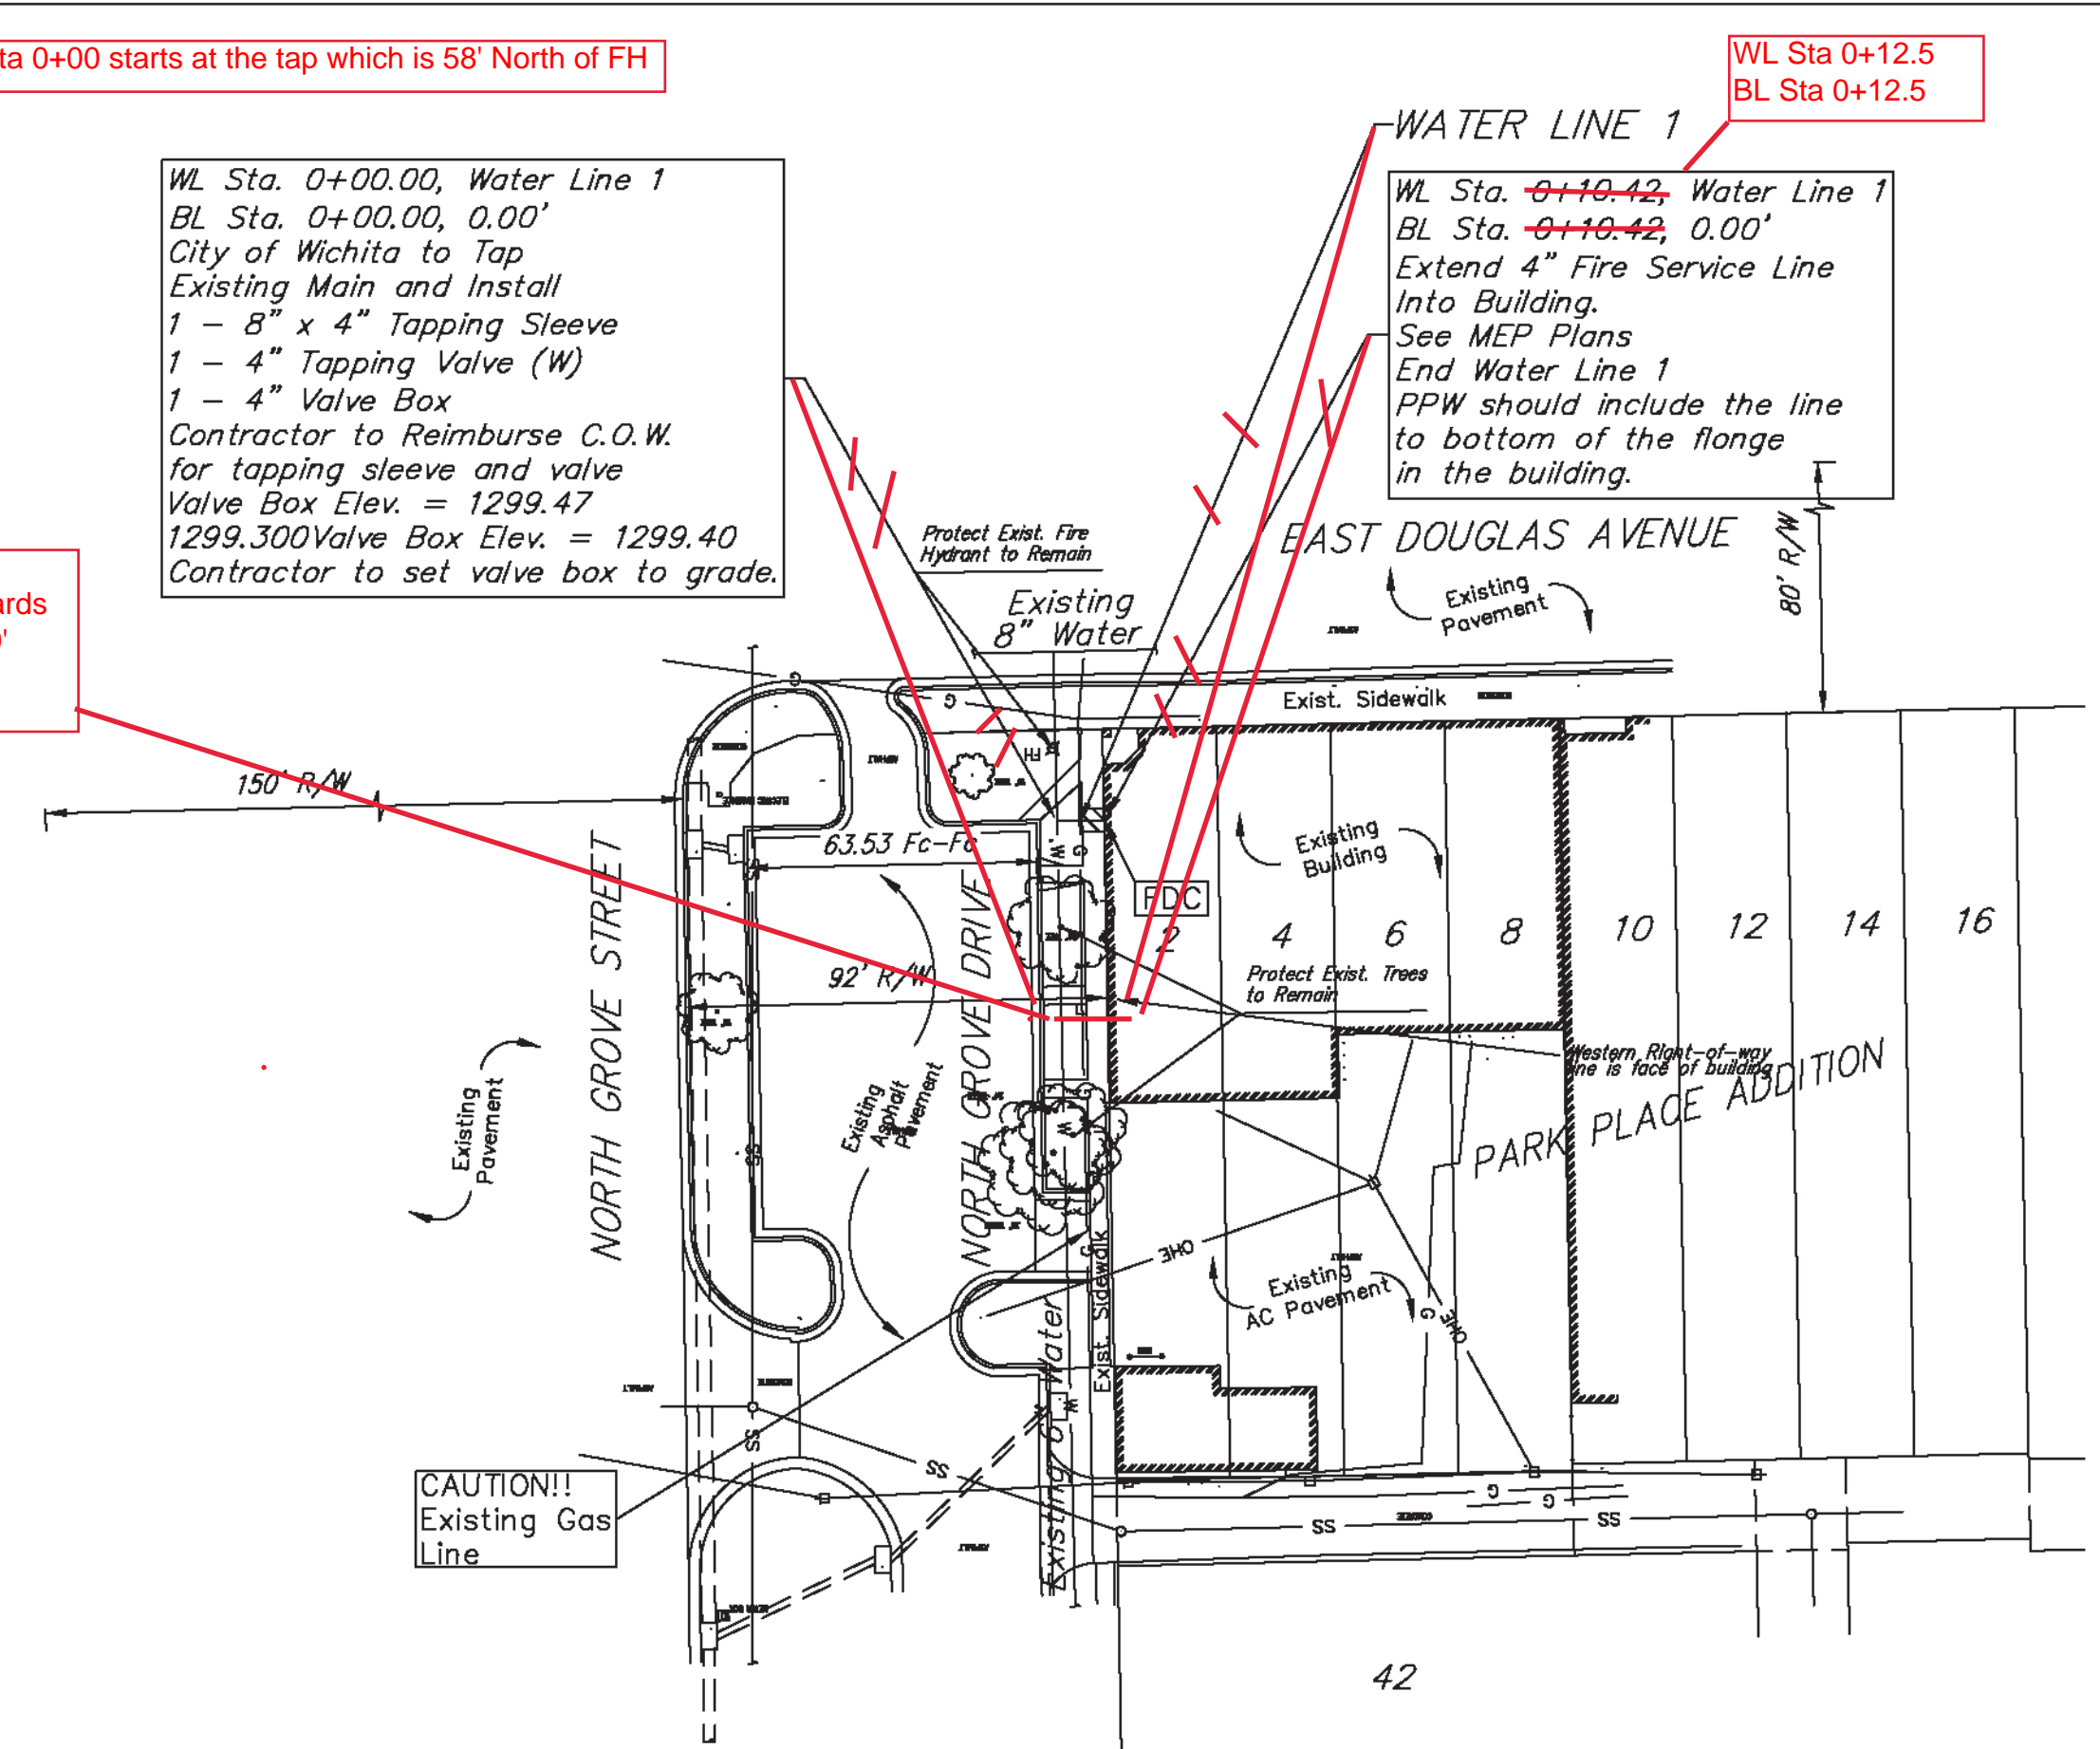 ta 0+00 starts at the tap which is 58' North of FH
WL Sta 0+12.5
BL Sta 0+12.5
WATER LINE 1
WL Sta. 0+00.00, Water Line 1
BL Sta. 0+00.00, 0.00'
City of Wichita to Tap
Existing Main and Install
1 - 8" x 4" Tapping Sleeve
1 - 4" Tapping Valve (W)
1 - 4" Valve Box
Contractor to Reimburse C.O.W.
for tapping sleeve and valve
Valve Box Elev. = 1299.47
1299.300Valve Box Elev. = 1299.40
Contractor to set valve box to grade.
WL Sta. 0+10.42, Water Line 1
BL Sta. 0+10.42, 0.00'
Extend 4" Fire Service Line
Into Building.
See MEP Plans
End Water Line 1
PPW should include the line
to bottom of the flonge
in the building.
Protect Exist. Fire
Hydrant to Remain
EAST DOUGLAS AVENUE
80' R/W
Existing
Pavement
Existing
8" Water
ards
Exist. Sidewalk
G
G
FH
150' R/W
63.53 Fc-Fc
W
G
Existing
Building
FDC
2
4
6
8
10
12
14
16
NORTH GROVE STREET
NORTH GROVE DRIVE
92' R/W
Protect Exist. Trees
to Remain
Western Right-of-way
line is face of building
PARK PLACE ADDITION
Existing
Pavement
Existing
Asphalt
Pavement
SS
G
W
G
OHE
Exist. Sidewalk
Existing
AC Pavement
G
OHE
W
SS
SS
G
G
SS
SS
CAUTION!!
Existing Gas
Line
42